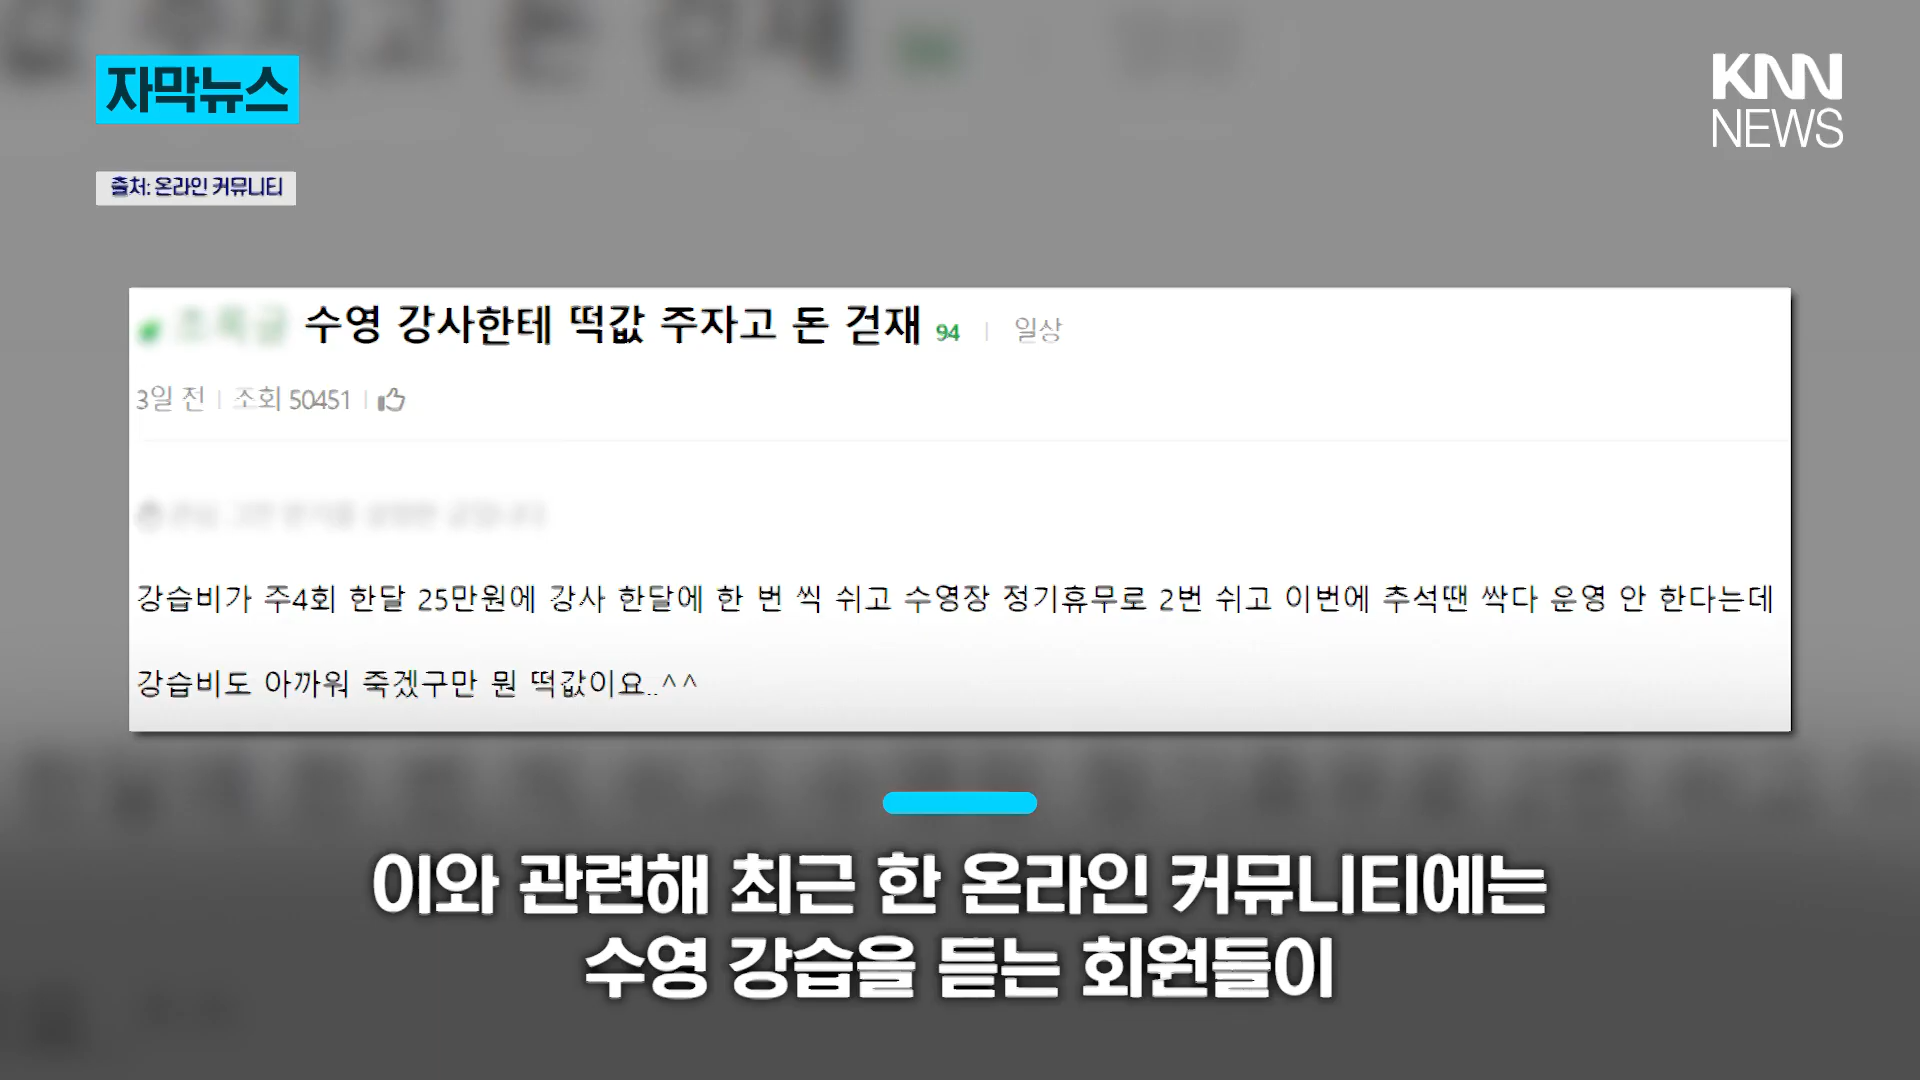 자막뉴스
KNN
NEWS
출처: 온라인 커뮤니티
수영 강사한테 떡값 주자고 돈 걷재 94 | 일상
3일 전 | 조회 50451 |
강습비가 주4회 한달 25만원에 강사 한달에 한 번 씩 쉬고 수영장 정기휴무로 2번 쉬고 이번에 추석땐 싹다 운영 안 한다는데
강습비도 아까워 죽겠구만 뭔 떡값이요..^^
이와 관련해 최근 한 온라인 커뮤니티에는
수영 강습을 듣는 회원들이